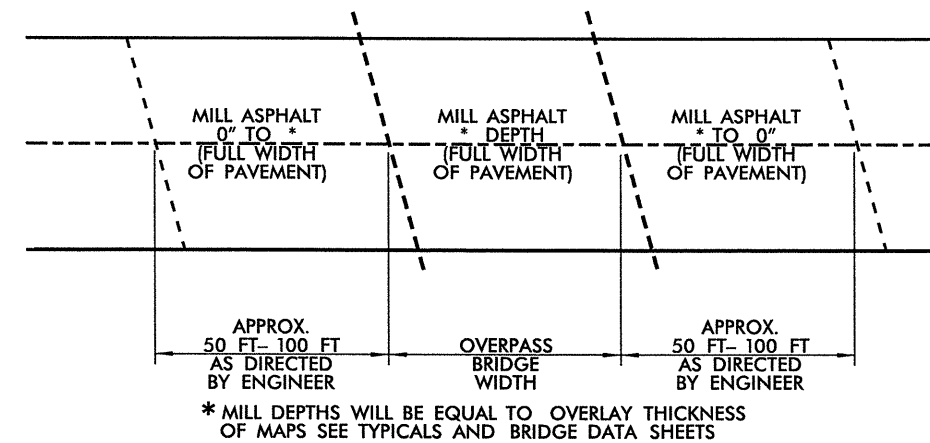 MILL ASPHALT
0" TO *
(FULL WIDTH
OF PAVEMENT)
MILL ASPHALT
* DEPTH
(FULL WIDTH
OF PAVEMENT)
MILL ASPHALT
* TO 0"
(FULL WIDTH
OF PAVEMENT)
APPROX.
50 FT– 100 FT
AS DIRECTED
BY ENGINEER
OVERPASS
BRIDGE
WIDTH
APPROX.
50 FT– 100 FT
AS DIRECTED
BY ENGINEER
* MILL DEPTHS WILL BE EQUAL TO OVERLAY THICKNESS
OF MAPS SEE TYPICALS AND BRIDGE DATA SHEETS